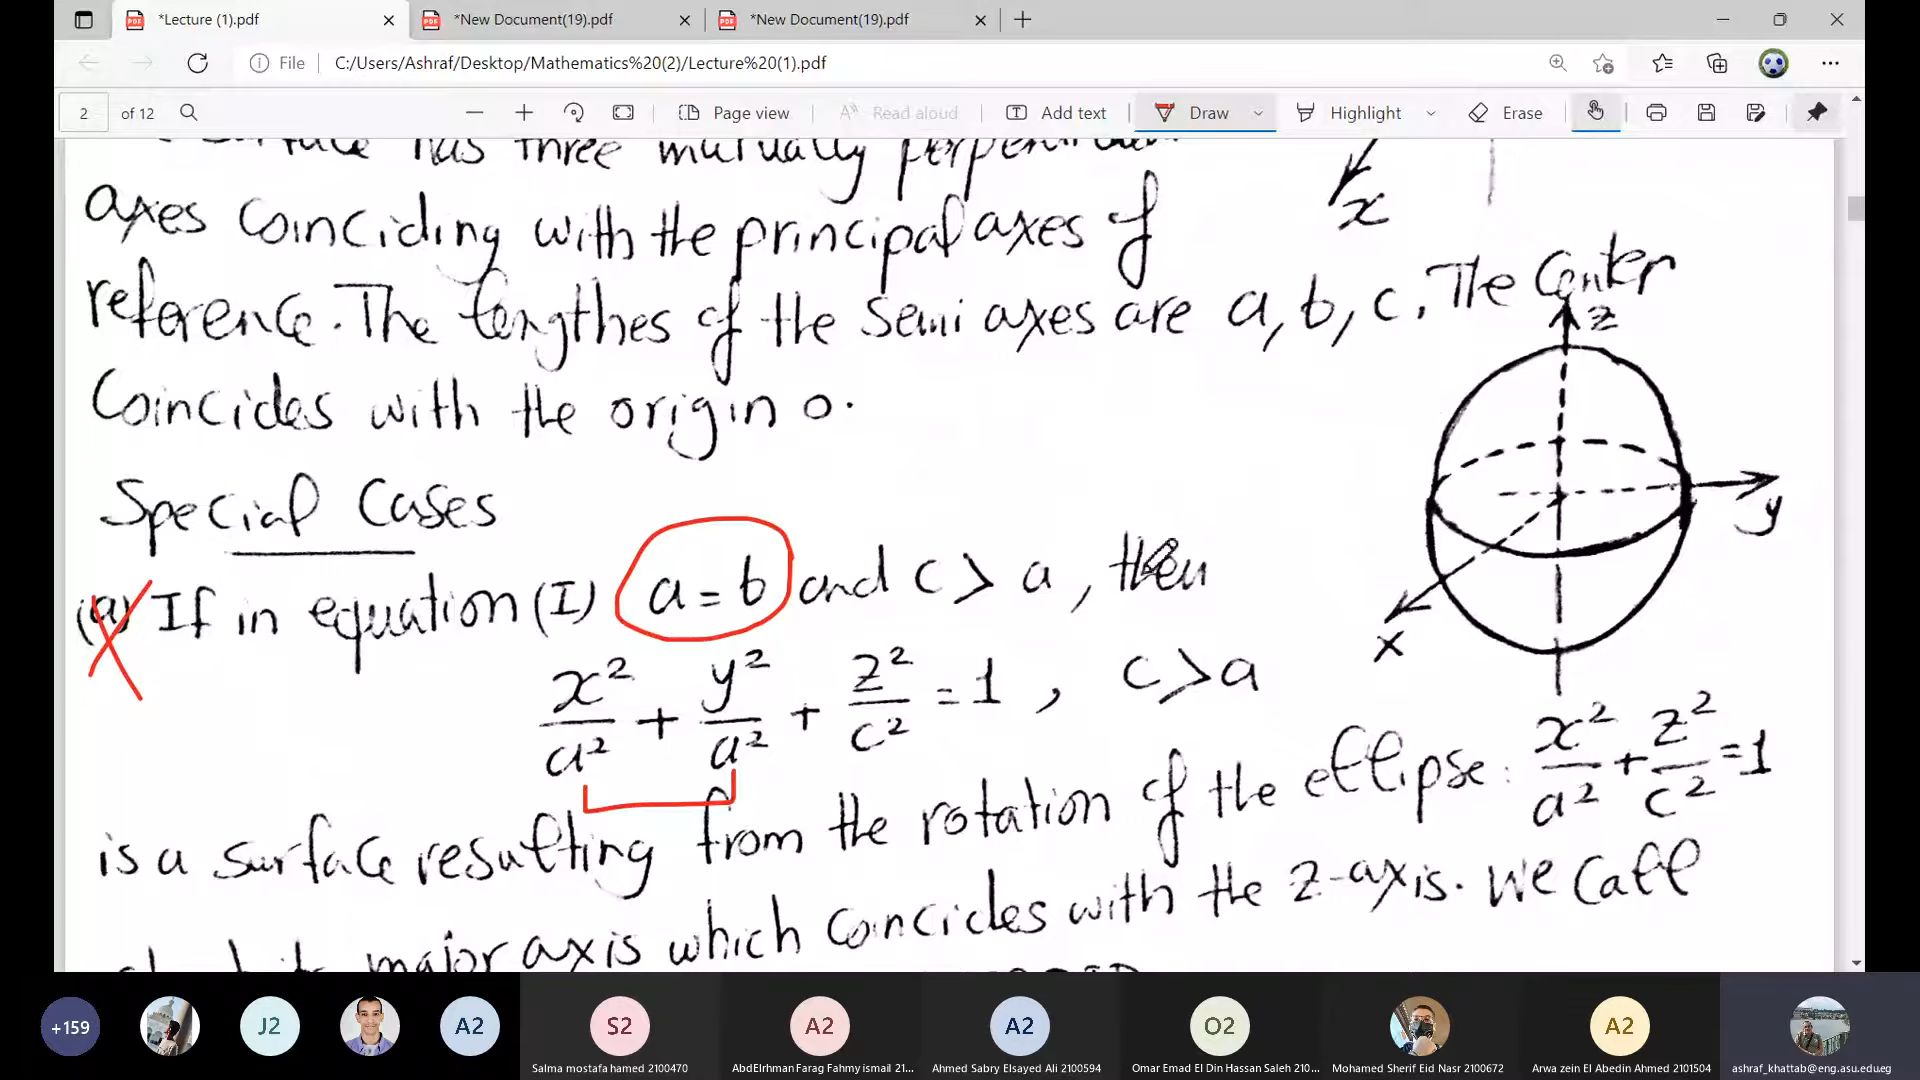 *Lecture (1).pdf
*New Document(19).pdf
*New Document(19).pdf
File
C:/Users/Ashraf/Desktop/Mathematics%20(2)/Lecture%20(1).pdf
2 of 12
Page view
Read aloud
Add text
Draw
Highlight
Erase
has three mutually
x
axes coinciding with the principal axes of
reference. The lengthes of the semi axes are a, b, c. The Center
Coincides with the origin o.
z
y
x
Special Cases
(a) If in equation (I) a = b and c > a, then
x²/a² + y²/a² + z²/c² = 1, c > a
is a surface resulting from the rotation of the ellipse: x²/a² + z²/c² = 1
major axis which coincides with the z-axis. We call
+159
J2
A2
S2
A2
A2
O2
A2
Salma mostafa hamed 2100470
AbdElrhman Farag Fahmy ismail 21...
Ahmed Sabry Elsayed Ali 2100594
Omar Emad El Din Hassan Saleh 210...
Mohamed Sherif Eid Nasr 2100672
Arwa zein El Abedin Ahmed 2101504
ashraf_khattab@eng.asu.edu.eg